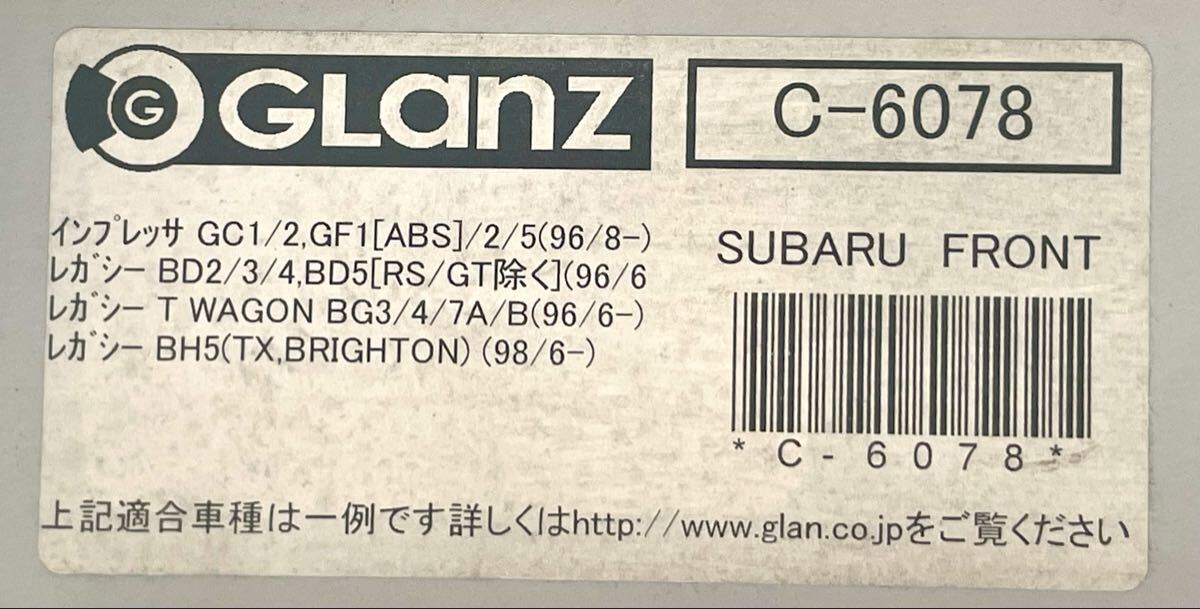 G GLanz
C-6078
ｲﾝﾌﾟﾚｯｻ GC1/2,GF1[ABS]/2/5(96/8-)
ﾚｶﾞｼｰ BD2/3/4,BD5[RS/GT除く](96/6
ﾚｶﾞｼｰ T WAGON BG3/4/7A/B(96/6-)
ﾚｶﾞｼｰ BH5(TX,BRIGHTON) (98/6-)
SUBARU FRONT
*C-6078*
上記適合車種は一例です詳しくはhttp://www.glan.co.jpをご覧ください